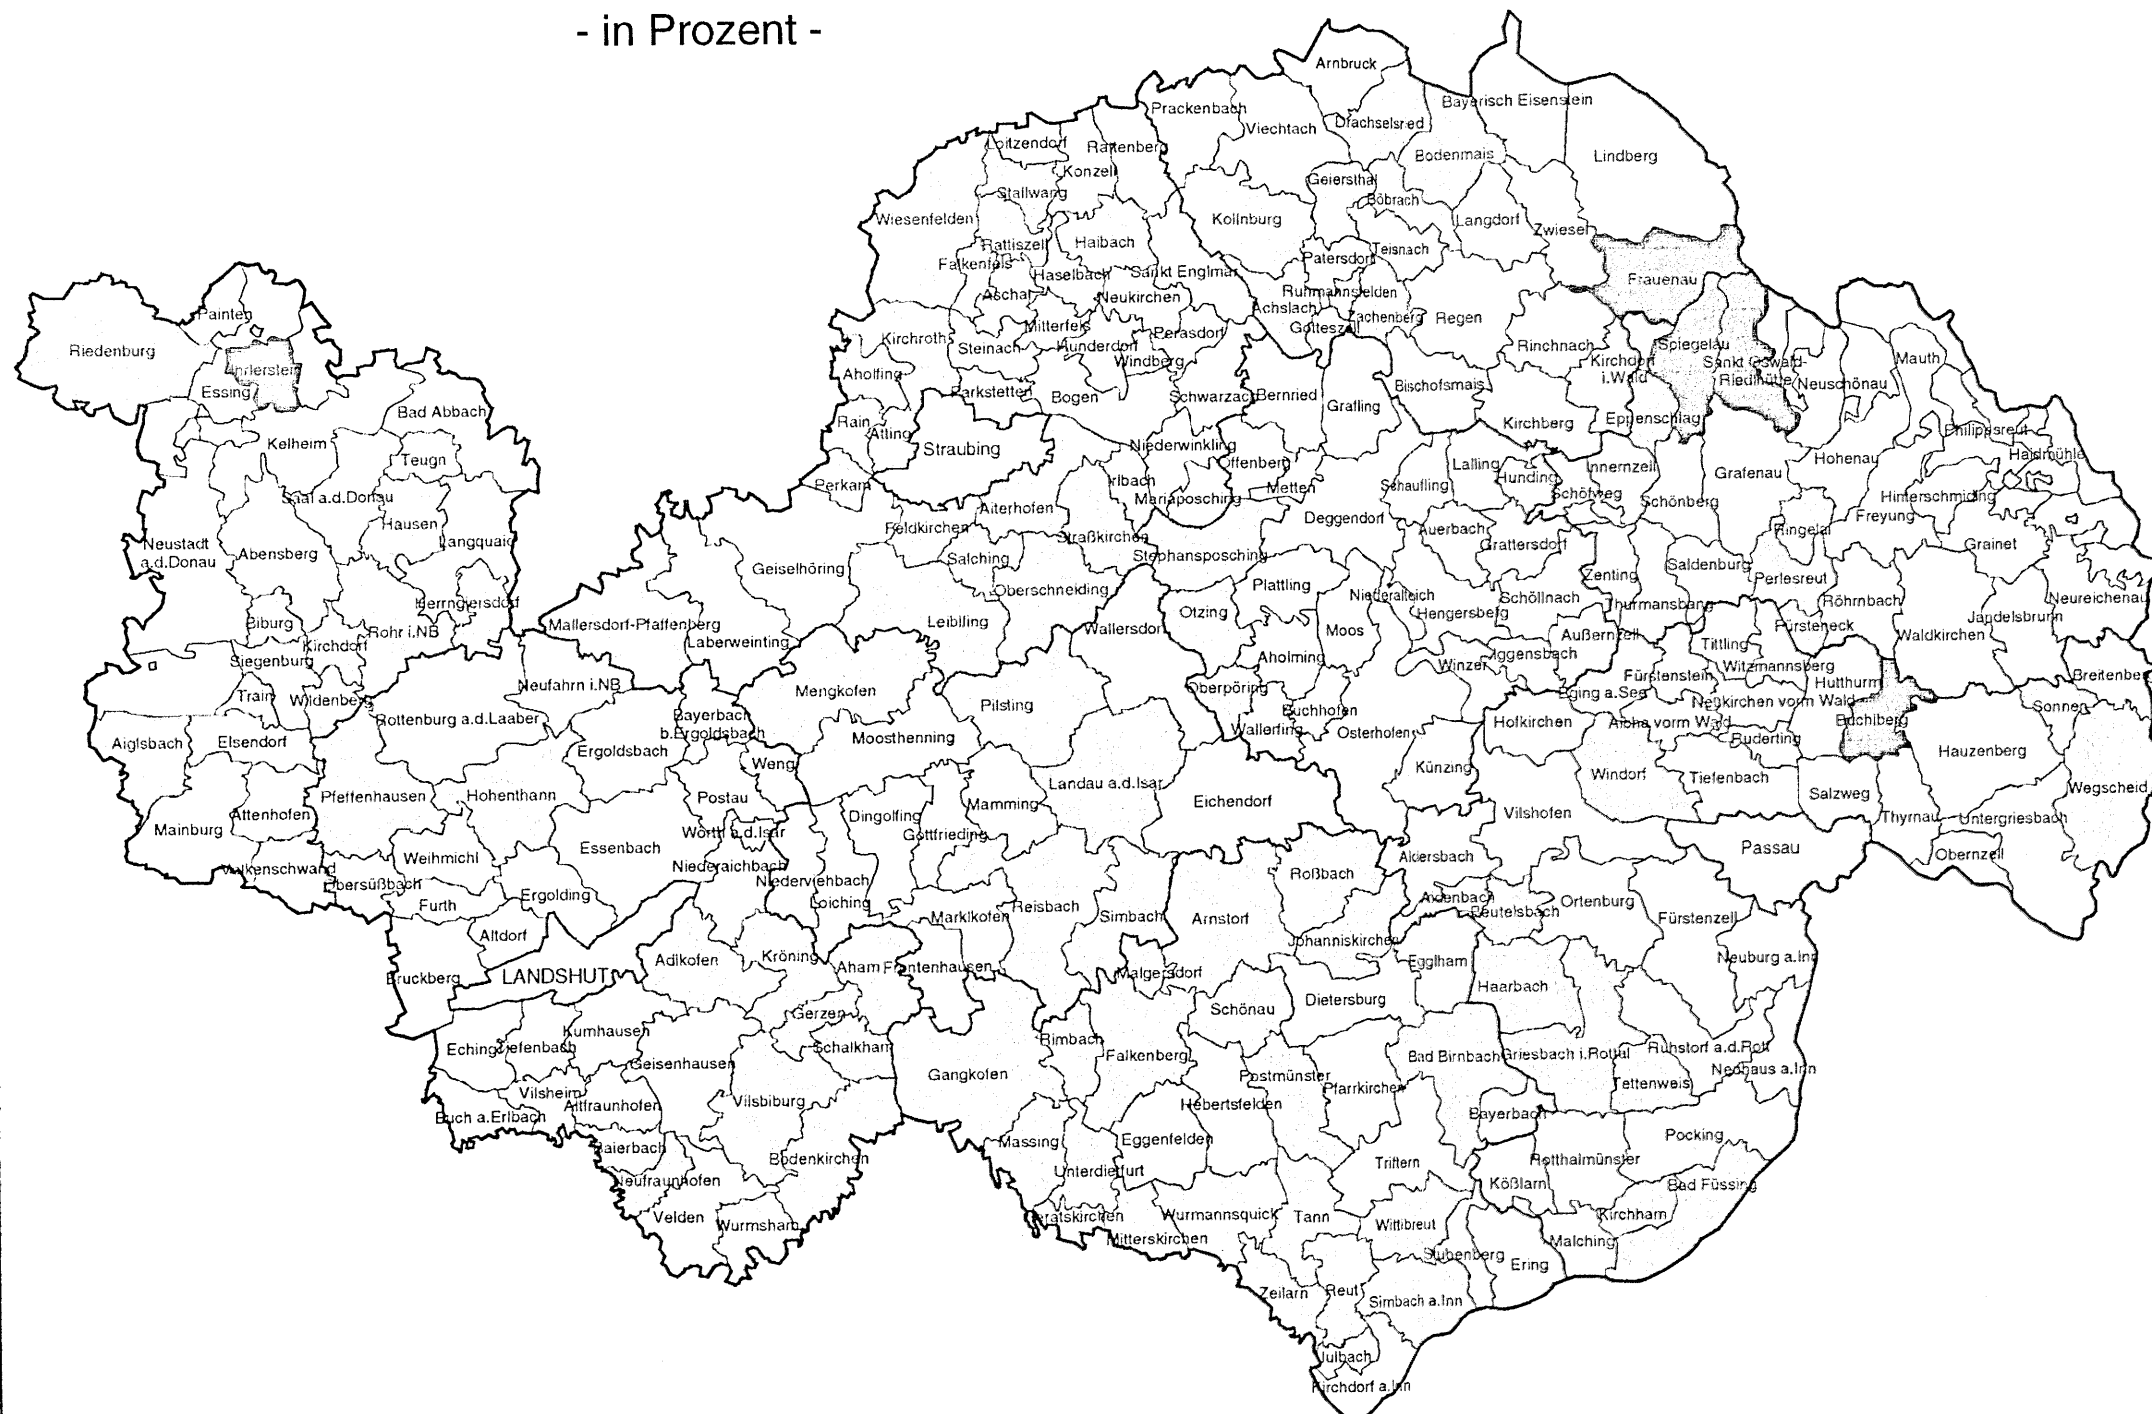 - in Prozent -
Arnbruck
Prackenbach
Bayerisch Eisenstein
Viechtach
Drachselsried
Loitzendorf
Rattenberg
Bodenmais
Lindberg
Konzell
Geiersthal
Stallwang
Böbrach
Wiesenfelden
Kollnburg
Langdorf
Zwiesel
Rattiszell
Haibach
Teisnach
Patersdorf
Falkenfels
Haselbach
Sankt Englmar
Frauenau
Ascha
Neukirchen
Ruhmannsfelden
Achslach
Zachenberg
Regen
Painten
Mitterfels
Perasdorf
Gotteszell
Kirchroth
Steinach
Hunderdorf
Windberg
Rinchnach
Spiegelau
Riedenburg
Kirchdorf
i.Wald
Sankt Oswald-
Riedlhütte
Mauth
Neuschönau
Ihrlerstein
Aholfing
Essing
Parkstetten
Bogen
Schwarzach
Bernried
Grafling
Bischofsmais
Bad Abbach
Rain
Atting
Straubing
Kirchberg
Eppenschlag
Philippsreut
Kelheim
Niederwinkling
Teugn
Offenberg
Lalling
Innernzell
Grafenau
Hohenau
Haidmühle
Perkam
Irlbach
Metten
Schaufling
Hunding
Schöfweg
Saal a.d.Donau
Mariaposching
Schönberg
Hinterschmiding
Aiterhofen
Deggendorf
Freyung
Hausen
Feldkirchen
Straßkirchen
Auerbach
Ringelai
Langquaid
Neustadt
a.d.Donau
Abensberg
Salching
Stephansposching
Grattersdorf
Grainet
Geiselhöring
Saldenburg
Zenting
Perlesreut
Oberschneiding
Plattling
Niederalteich
Schöllnach
Thurmansbang
Röhrnbach
Neureichenau
Herrngiersdorf
Otzing
Hengersberg
Jandelsbrunn
Biburg
Rohr i.NB
Mallersdorf-Pfaffenberg
Leiblfing
Wallersdorf
Moos
Außernzell
Fürsteneck
Waldkirchen
Kirchdorf
Laberweinting
Tittling
Siegenburg
Aholming
Winzer
Iggensbach
Witzmannsberg
Fürstenstein
Breitenberg
Train
Wildenberg
Neufahrn i.NB
Mengkofen
Oberpöring
Eging a.See
Hutthurm
Neukirchen vorm Wald
Rottenburg a.d.Laaber
Pilsting
Buchhofen
Sonnen
Bayerbach
b.Ergoldsbach
Hofkirchen
Aicha vorm Wald
Büchlberg
Aiglsbach
Elsendorf
Moosthenning
Wallerfing
Osterhofen
Ruderting
Ergoldsbach
Hauzenberg
Weng
Künzing
Windorf
Tiefenbach
Landau a.d.Isar
Wegscheid
Pfeffenhausen
Hohenthann
Postau
Mamming
Eichendorf
Salzweg
Attenhofen
Dingolfing
Vilshofen
Thyrnau
Untergriesbach
Mainburg
Wörth a.d.Isar
Gottfrieding
Essenbach
Passau
Weihmichl
Niederaichbach
Aldersbach
Obernzell
Volkenschwand
Obersüßbach
Niederviehbach
Roßbach
Ergolding
Furth
Loiching
Reisbach
Aidenbach
Ortenburg
Marklkofen
Simbach
Arnstorf
Beutelsbach
Fürstenzell
Altdorf
Johanniskirchen
Adlkofen
Kröning
Aham
Frontenhausen
Egglham
Neuburg a.Inn
Bruckberg
LANDSHUT
Malgersdorf
Haarbach
Schönau
Dietersburg
Gerzen
Kumhausen
Rimbach
Eching
Tiefenbach
Schalkham
Falkenberg
Bad Birnbach
Griesbach i.Rottal
Ruhstorf a.d.Rott
Geisenhausen
Gangkofen
Postmünster
Pfarrkirchen
Tettenweis
Neuhaus a.Inn
Vilsheim
Vilsbiburg
Hebertsfelden
Altfraunhofen
Buch a.Erlbach
Bayerbach
Massing
Eggenfelden
Pocking
Baierbach
Bodenkirchen
Unterdietfurt
Triftern
Rotthalmünster
Neufraunhofen
Kößlarn
Bad Füssing
Velden
Wurmsham
Geratskirchen
Wurmannsquick
Tann
Wittibreut
Kirchham
Mitterskirchen
Malching
Stubenberg
Ering
Zeilarn
Reut
Simbach a.Inn
Julbach
Kirchdorf a.Inn